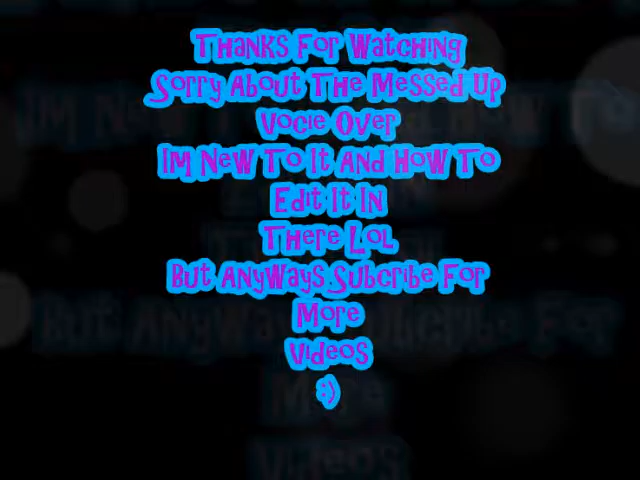 Thanks For Watching
Sorry About The Messed Up
Vocie Over
Im New To It And How To
Edit It In
There Lol
But Anyways Subcribe For
More
Videos
:)